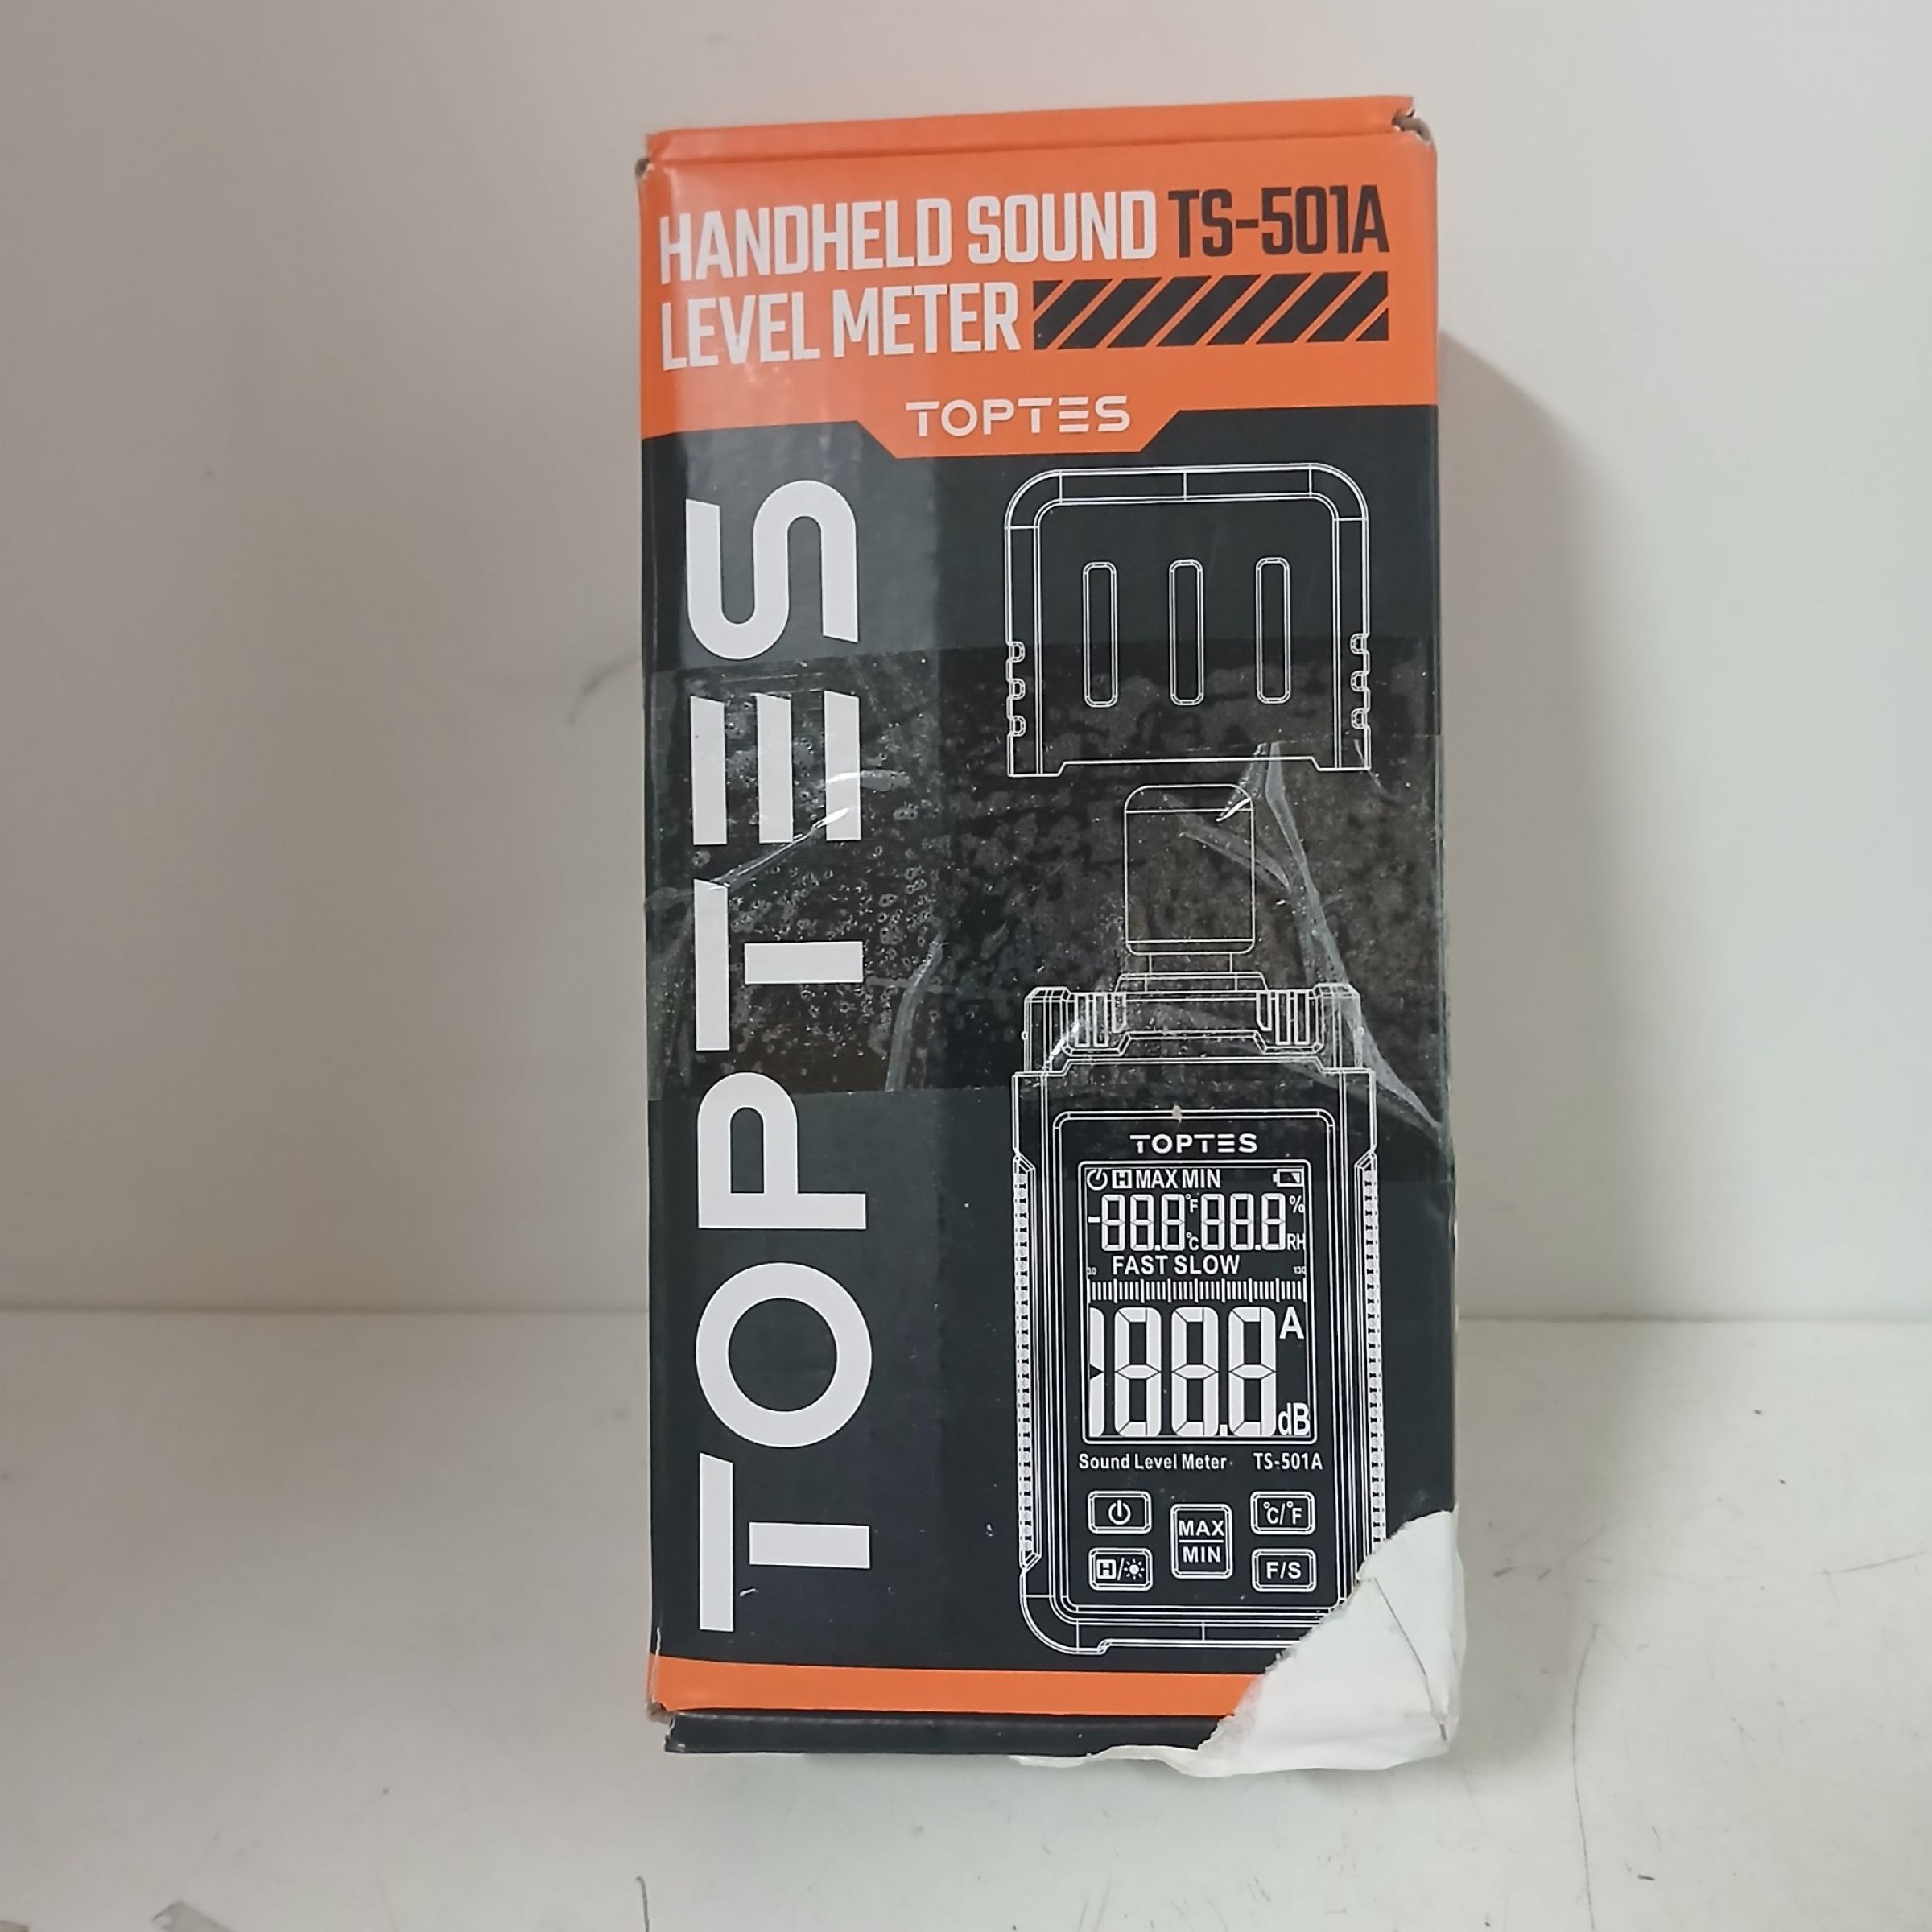 HANDHELD SOUND TS-501A
LEVEL METER
TOPTES
TOPTES
TOPTES
H MAX MIN
-88.8°F°C 88.8%RH
FAST SLOW
30 130
188.8 A dB
Sound Level Meter TS-501A
MAX
MIN
°C/°F
H/
F/S